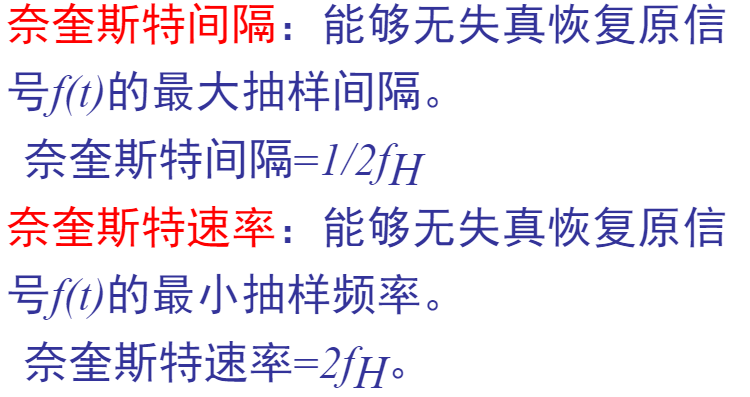 奈奎斯特间隔：能够无失真恢复原信
号f(t)的最大抽样间隔。
奈奎斯特间隔=1/2fH
奈奎斯特速率：能够无失真恢复原信
号f(t)的最小抽样频率。
奈奎斯特速率=2fH。